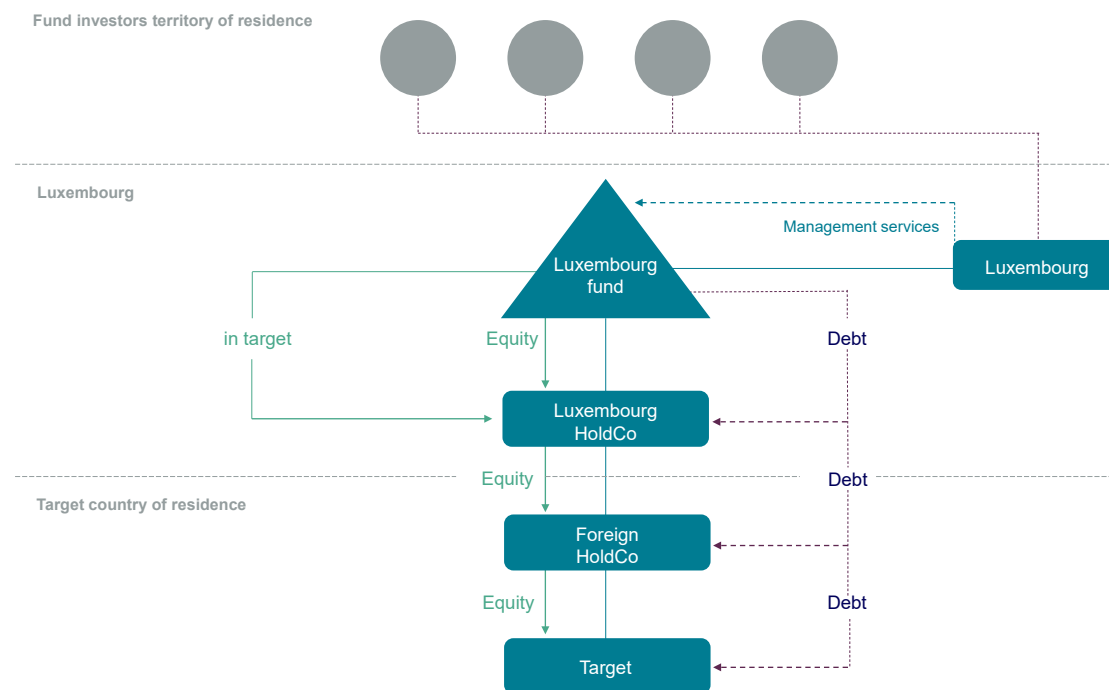 Fund investors territory of residence
Luxembourg
Management services
Luxembourg
fund
Luxembourg
in target
Equity
Debt
Luxembourg
HoldCo
Equity
Debt
Target country of residence
Foreign
HoldCo
Equity
Debt
Target